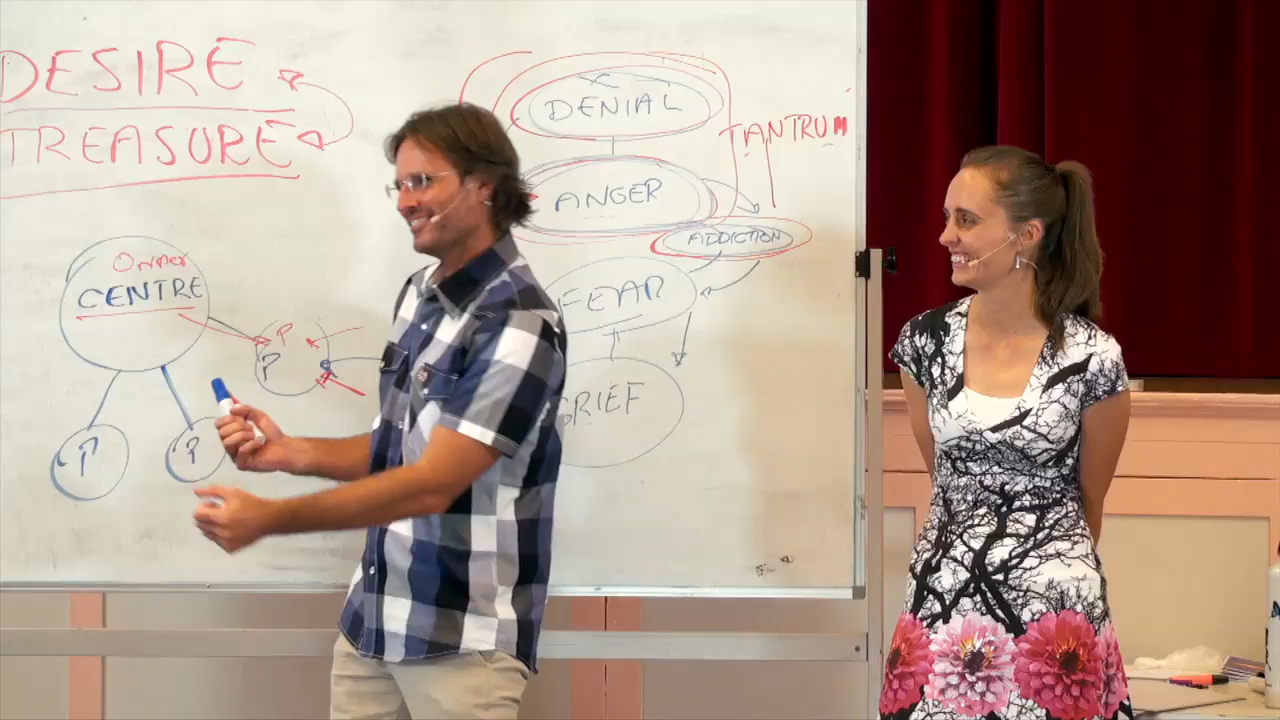 DESIRE
TREASURE
DENIAL
TANTRUM
ANGER
ADDICTION
Owner
CENTRE
FEAR
P
P
GRIEF
P
P